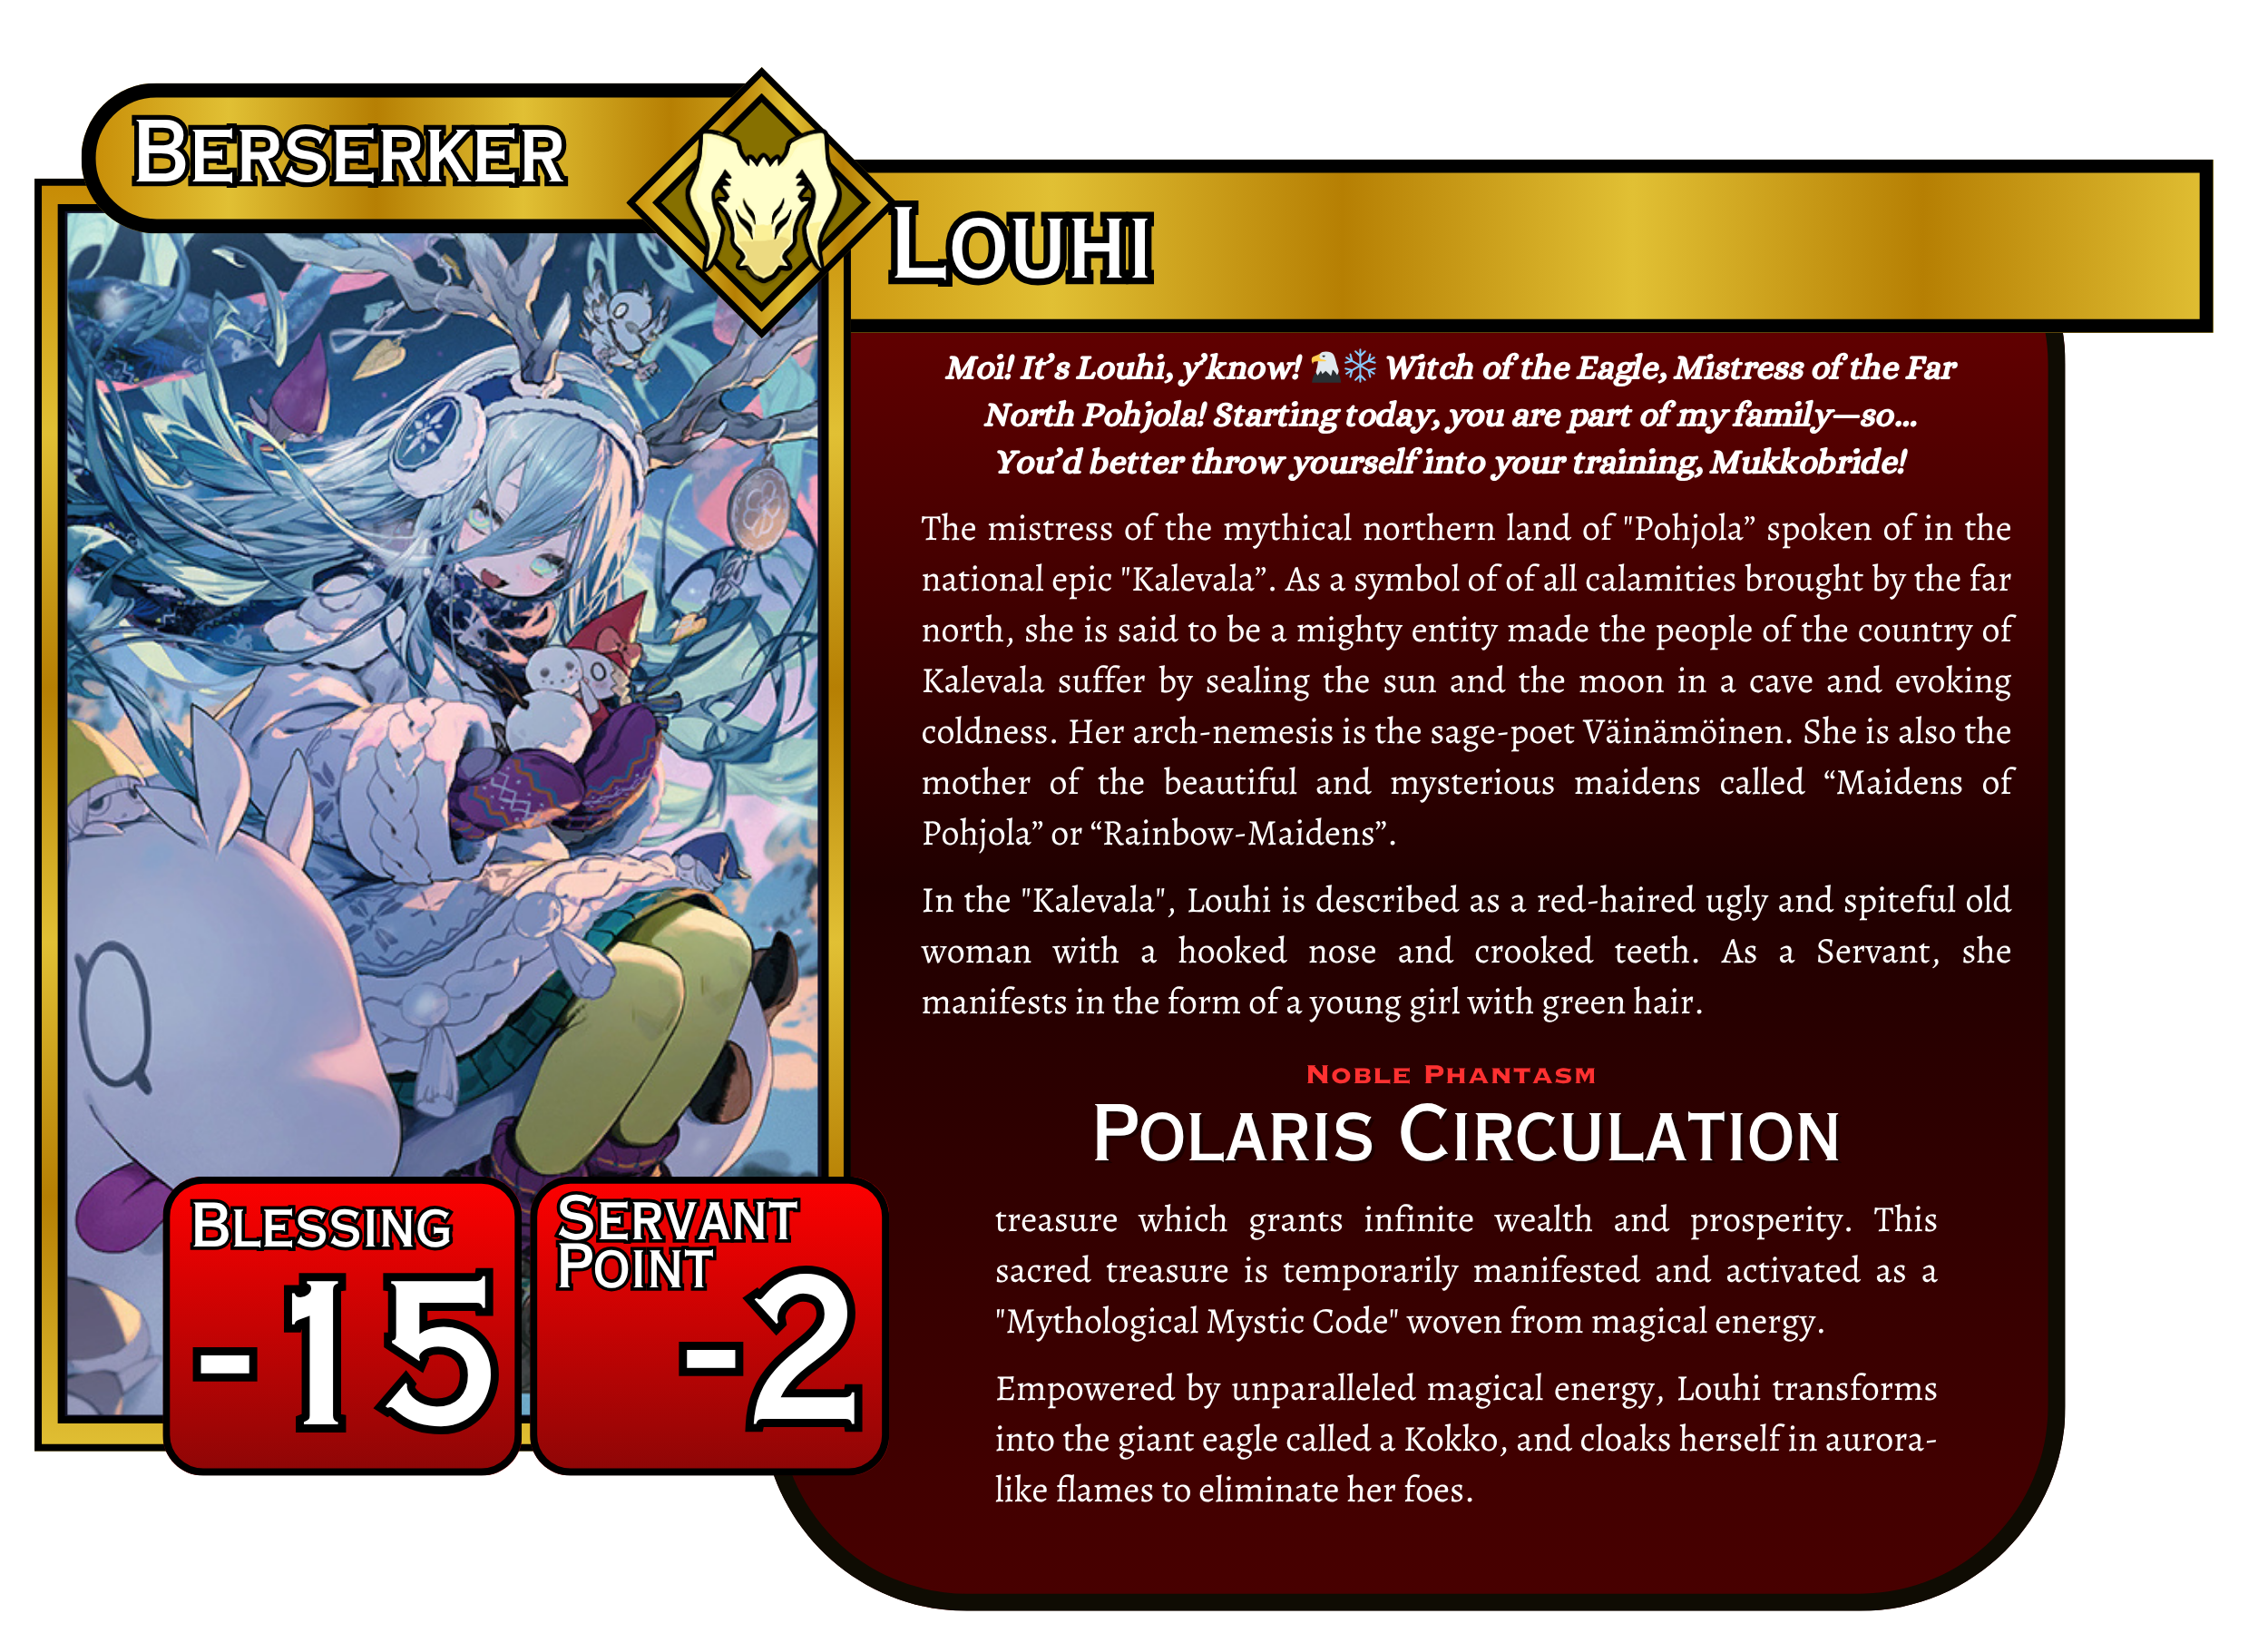 BERSERKER
LOUHI
Moi! It’s Louhi, y’know! 🦅❄️ Witch of the Eagle, Mistress of the Far
North Pohjola! Starting today, you are part of my family—so...
You’d better throw yourself into your training, Mukkobride!
The mistress of the mythical northern land of "Pohjola” spoken of in the
national epic "Kalevala”. As a symbol of of all calamities brought by the far
north, she is said to be a mighty entity made the people of the country of
Kalevala suffer by sealing the sun and the moon in a cave and evoking
coldness. Her arch-nemesis is the sage-poet Väinämöinen. She is also the
mother of the beautiful and mysterious maidens called “Maidens of
Pohjola” or “Rainbow-Maidens”.
In the "Kalevala", Louhi is described as a red-haired ugly and spiteful old
woman with a hooked nose and crooked teeth. As a Servant, she
manifests in the form of a young girl with green hair.
NOBLE PHANTASM
POLARIS CIRCULATION
treasure which grants infinite wealth and prosperity. This
sacred treasure is temporarily manifested and activated as a
"Mythological Mystic Code" woven from magical energy.
Empowered by unparalleled magical energy, Louhi transforms
into the giant eagle called a Kokko, and cloaks herself in aurora-
like flames to eliminate her foes.
BLESSING
-15
SERVANT
POINT
-2